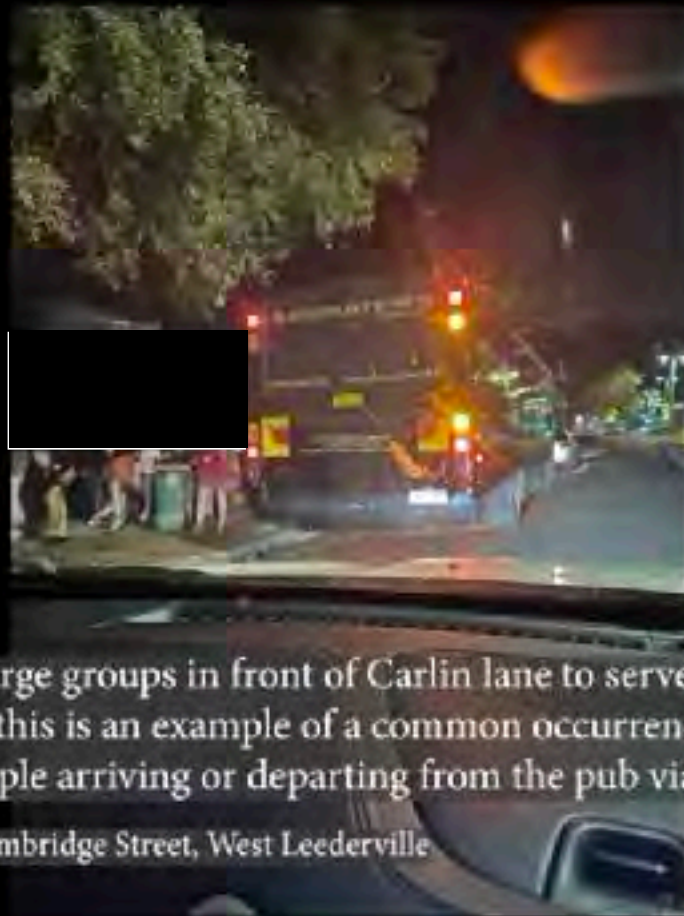 rge groups in front of Carlin lane to serve
this is an example of a common occurren
ple arriving or departing from the pub via
mbridge Street, West Leederville